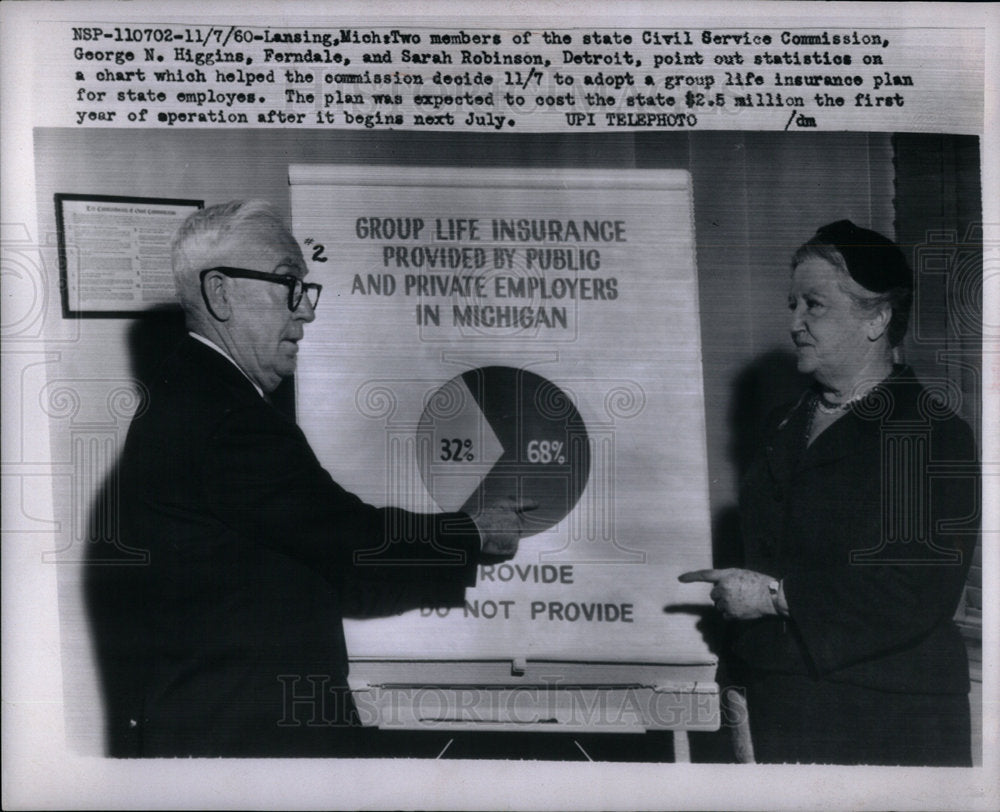 NSP-110702-11/7/60-Lansing,Mich:Two members of the state Civil Service Commission,
George N. Higgins, Ferndale, and Sarah Robinson, Detroit, point out statistics on
a chart which helped the commission decide 11/7 to adopt a group life insurance plan
for state employes. The plan was expected to cost the state $2.5 million the first
year of operation after it begins next July. UPI TELEPHOTO /dm
#2
GROUP LIFE INSURANCE
PROVIDED BY PUBLIC
AND PRIVATE EMPLOYERS
IN MICHIGAN
32% 68%
ROVIDE
DO NOT PROVIDE
HISTORIC IMAGES